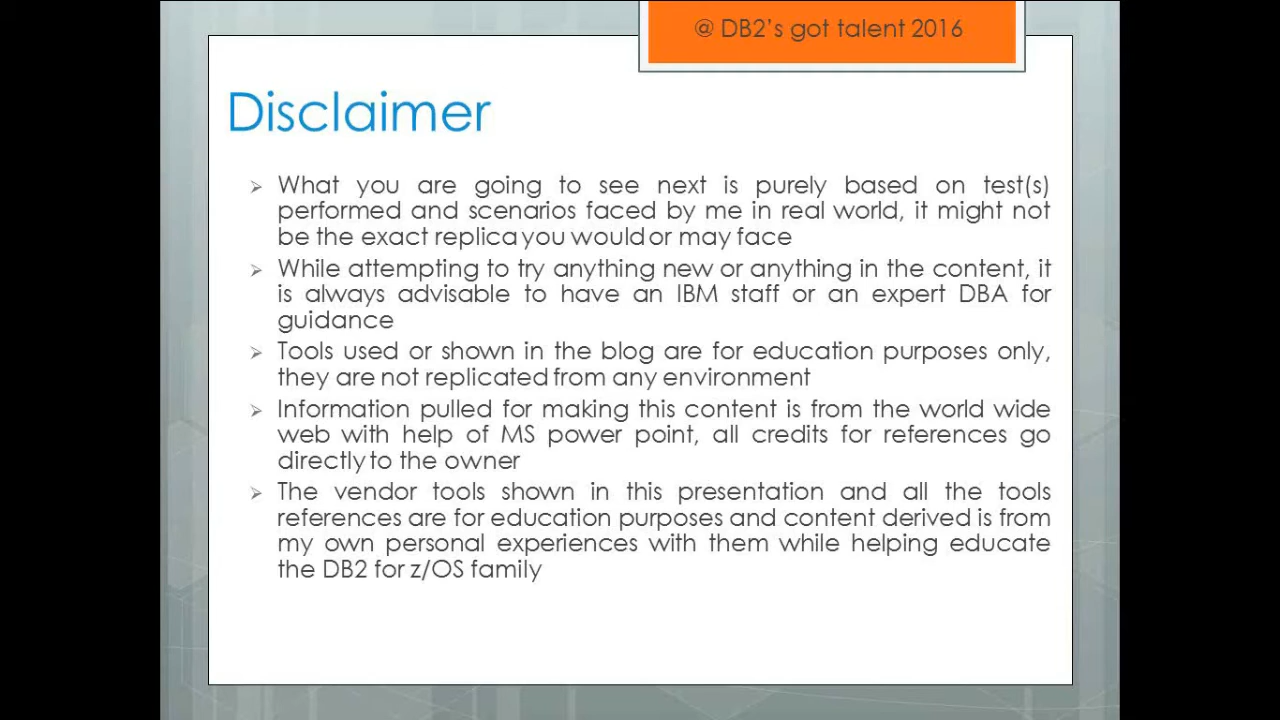 @ DB2's got talent 2016
Disclaimer
What you are going to see next is purely based on test(s)
performed and scenarios faced by me in real world, it might not
be the exact replica you would or may face
While attempting to try anything new or anything in the content, it
is always advisable to have an IBM staff or an expert DBA for
guidance
Tools used or shown in the blog are for education purposes only,
they are not replicated from any environment
Information pulled for making this content is from the world wide
web with help of MS power point, all credits for references go
directly to the owner
The vendor tools shown in this presentation and all the tools
references are for education purposes and content derived is from
my own personal experiences with them while helping educate
the DB2 for z/OS family